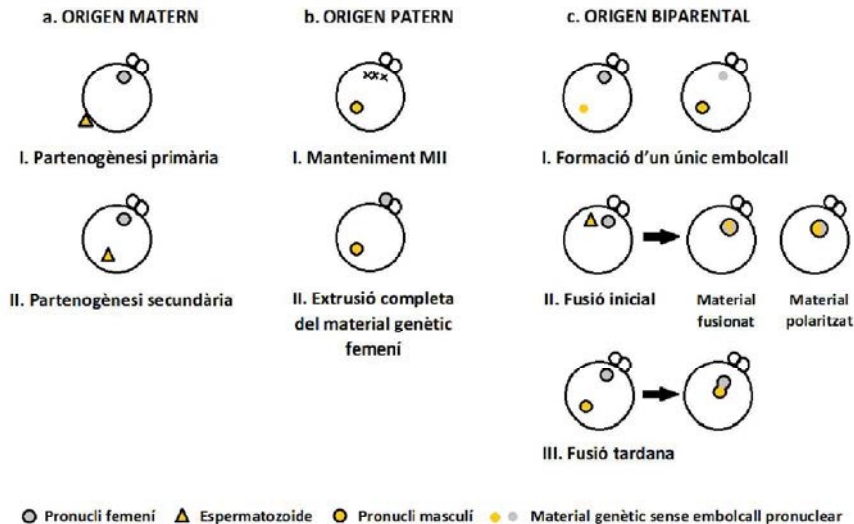 a. ORIGEN MATERN
b. ORIGEN PATERN
c. ORIGEN BIPARENTAL
xxx
I. Partenogènesi primària
I. Manteniment MII
I. Formació d'un únic embolcall
II. Partenogènesi secundària
II. Extrusió completa
del material genètic
femení
II. Fusió inicial
Material
fusionat
Material
polaritzat
III. Fusió tardana
Pronucli femení
Espermatozoide
Pronucli masculí
Material genètic sense embolcall pronuclear